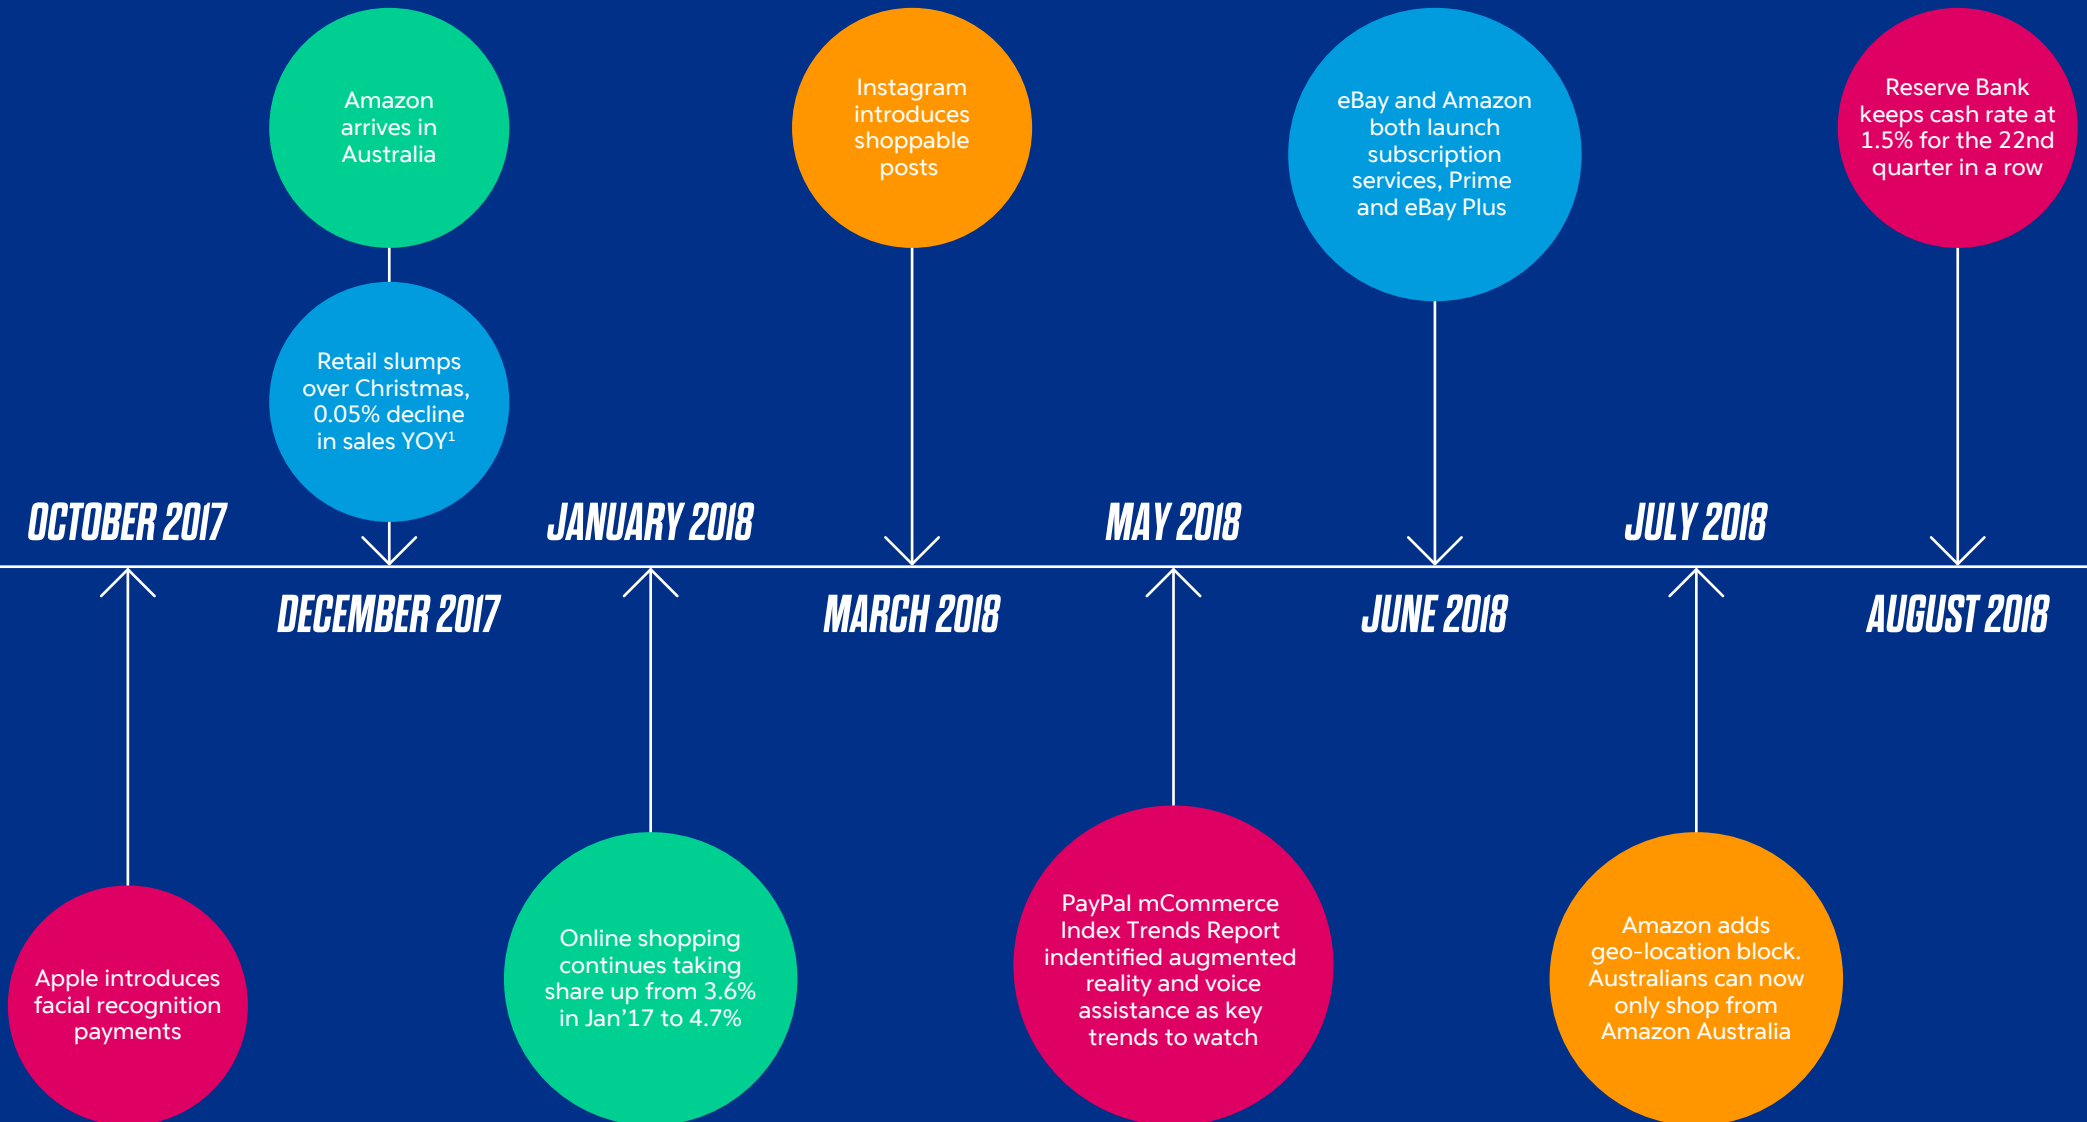 Amazon
arrives in
Australia
Instagram
introduces
shoppable
posts
eBay and Amazon
both launch
subscription
services, Prime
and eBay Plus
Reserve Bank
keeps cash rate at
1.5% for the 22nd
quarter in a row
Retail slumps
over Christmas,
0.05% decline
in sales YOY¹
OCTOBER 2017
JANUARY 2018
MAY 2018
JULY 2018
DECEMBER 2017
MARCH 2018
JUNE 2018
AUGUST 2018
Apple introduces
facial recognition
payments
Online shopping
continues taking
share up from 3.6%
in Jan’17 to 4.7%
PayPal mCommerce
Index Trends Report
indentified augmented
reality and voice
assistance as key
trends to watch
Amazon adds
geo-location block.
Australians can now
only shop from
Amazon Australia